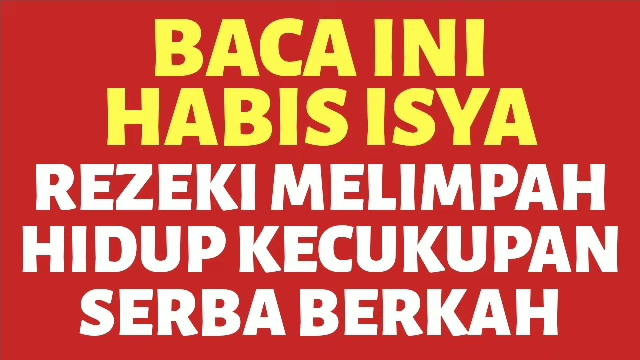 BACA INI
HABIS ISYA
REZEKI MELIMPAH
HIDUP KECUKUPAN
SERBA BERKAH